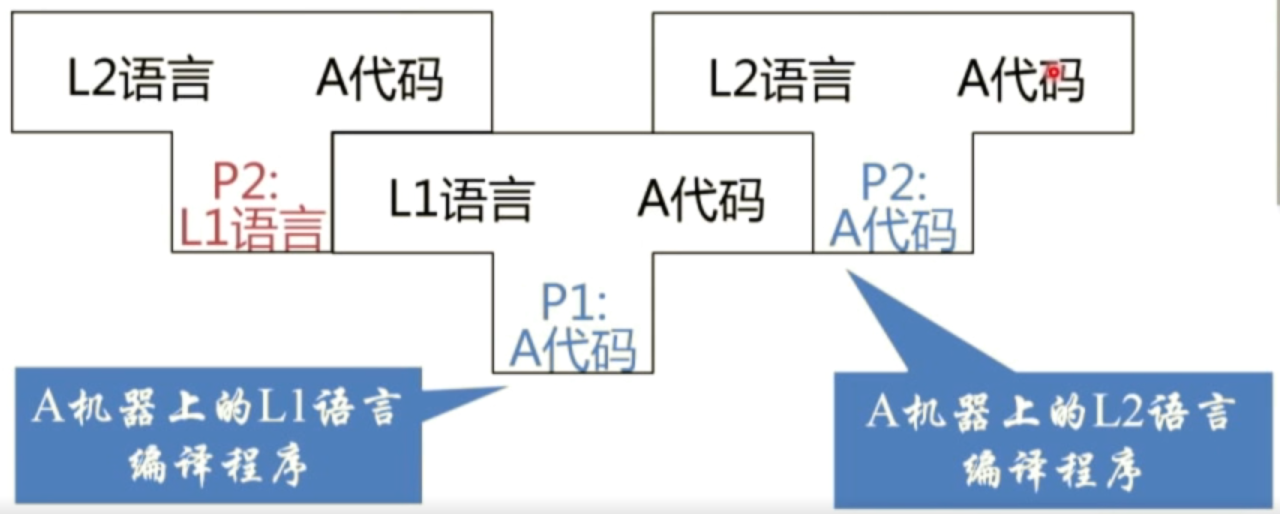 L2语言 A代码
L2语言 A代码
P2:
L1语言
L1语言 A代码
P2:
A代码
P1:
A代码
A机器上的L1语言
编译程序
A机器上的L2语言
编译程序